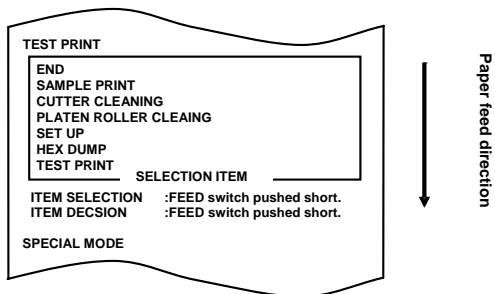 TEST PRINT
END
SAMPLE PRINT
CUTTER CLEANING
PLATEN ROLLER CLEAING
SET UP
HEX DUMP
TEST PRINT
SELECTION ITEM
ITEM SELECTION :FEED switch pushed short.
ITEM DECSION :FEED switch pushed short.
SPECIAL MODE
Paper feed direction